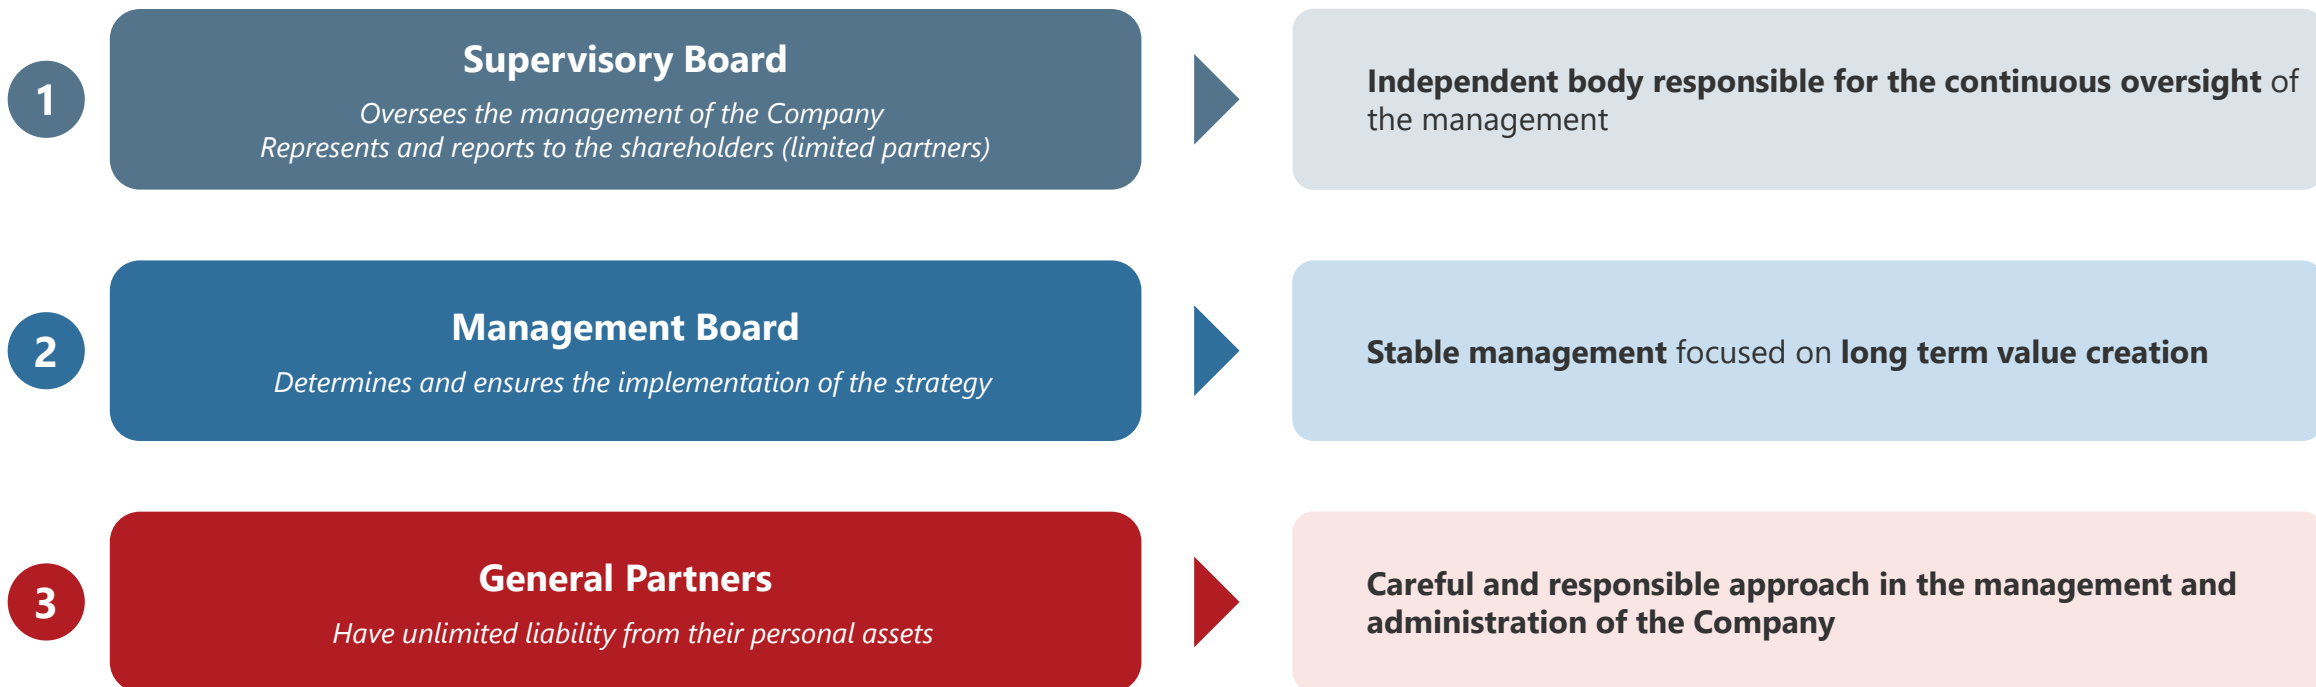 1
Supervisory Board
Oversees the management of the Company
Represents and reports to the shareholders (limited partners)
Independent body responsible for the continuous oversight of
the management
2
Management Board
Determines and ensures the implementation of the strategy
Stable management focused on long term value creation
3
General Partners
Have unlimited liability from their personal assets
Careful and responsible approach in the management and
administration of the Company